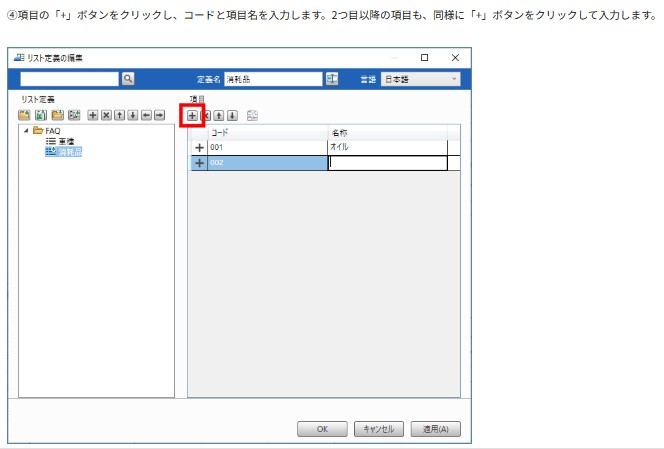 ④項目の「+」ボタンをクリックし、コードと項目名を入力します。2つ目以降の項目も、同様に「+」ボタンをクリックして入力します。
リスト定義の編集
定義名 消耗品 言語 日本語
リスト定義 項目
コード 名称
FAQ
車種
001 オイル
消耗品
002
OK キャンセル 適用(A)